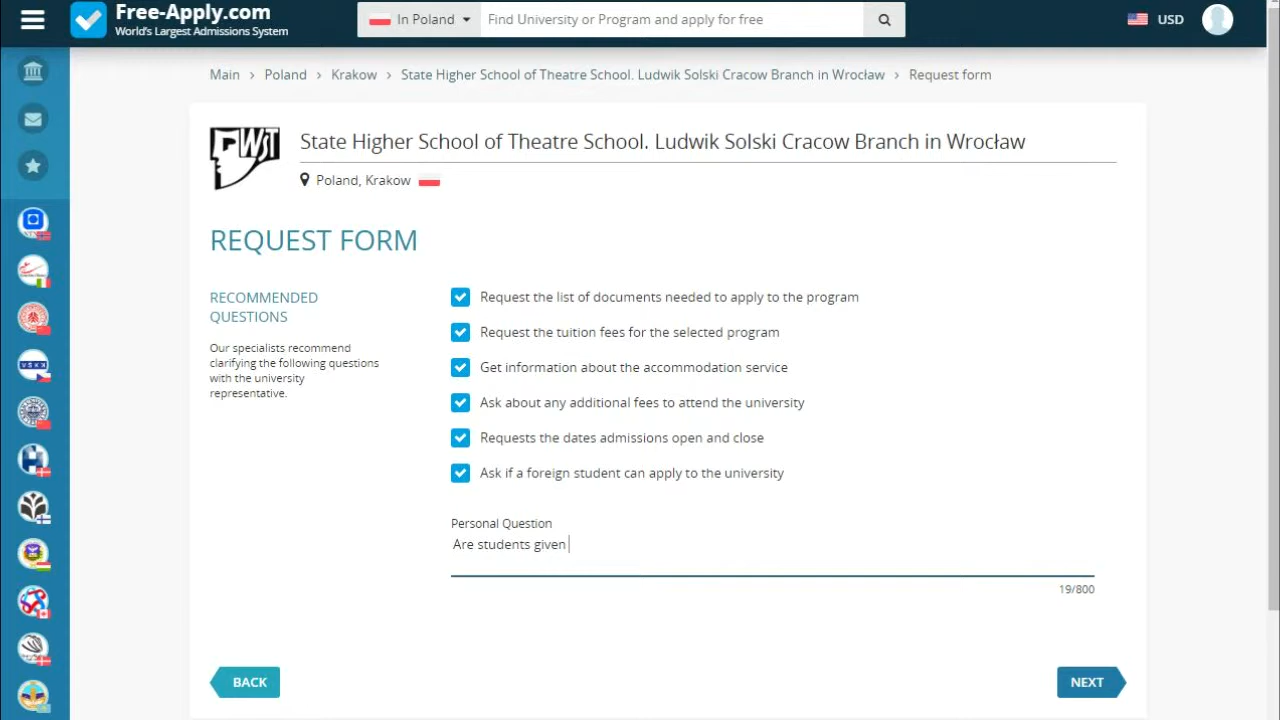 Free-Apply.com
World's Largest Admissions System
In Poland
Find University or Program and apply for free
USD
Main > Poland > Krakow > State Higher School of Theatre School. Ludwik Solski Cracow Branch in Wrocław > Request form
PWST
State Higher School of Theatre School. Ludwik Solski Cracow Branch in Wrocław
Poland, Krakow
REQUEST FORM
RECOMMENDED
QUESTIONS
Our specialists recommend
clarifying the following questions
with the university
representative.
Request the list of documents needed to apply to the program
Request the tuition fees for the selected program
Get information about the accommodation service
Ask about any additional fees to attend the university
Requests the dates admissions open and close
Ask if a foreign student can apply to the university
Personal Question
Are students given
19/800
BACK
NEXT